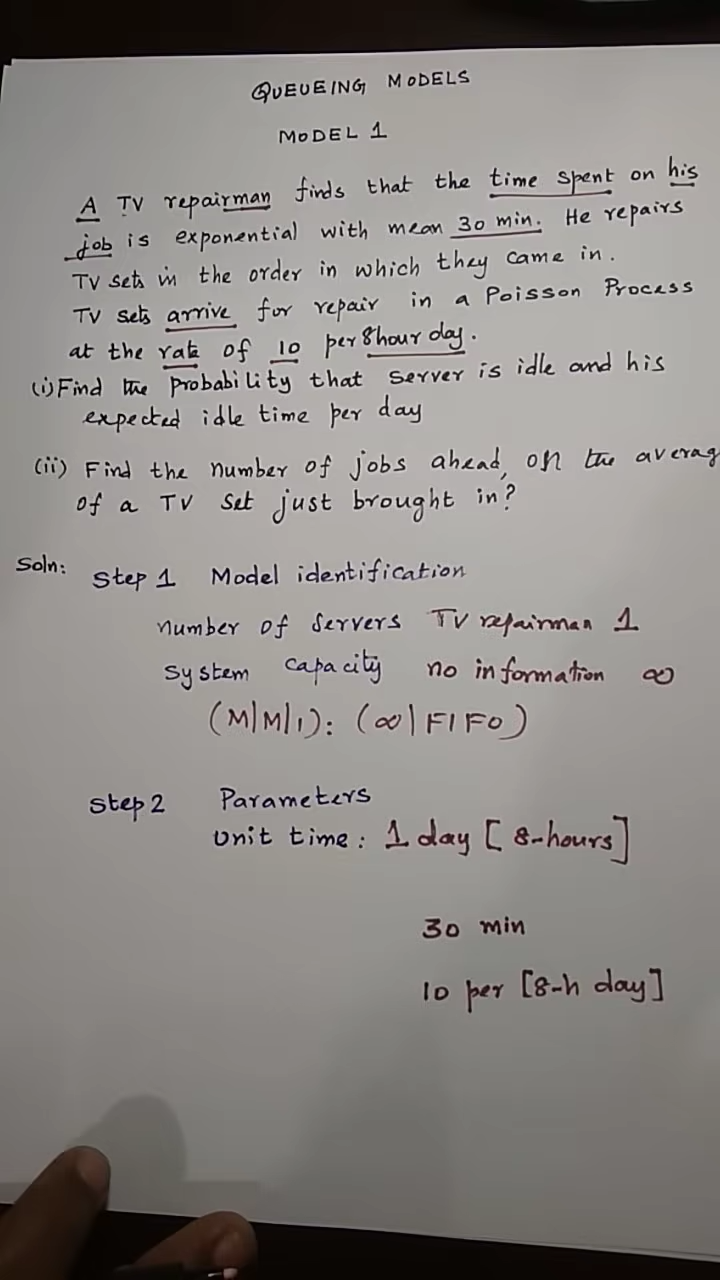 QUEUEING MODELS
MODEL 1
A TV repairman finds that the time spent on his
job is exponential with mean 30 min. He repairs
TV sets in the order in which they came in.
TV sets arrive for repair in a Poisson Process
at the rate of 10 per 8hour day.
(i) Find the probability that server is idle and his
expected idle time per day
(ii) Find the number of jobs ahead, on the averag
of a TV set just brought in?
Soln: Step 1 Model identification
number of servers TV repairman 1
System capacity no information ∞
(M|M|1): (∞|FIFO)
Step 2 Parameters
Unit time: 1 day [8-hours]
30 min
10 per [8-h day]